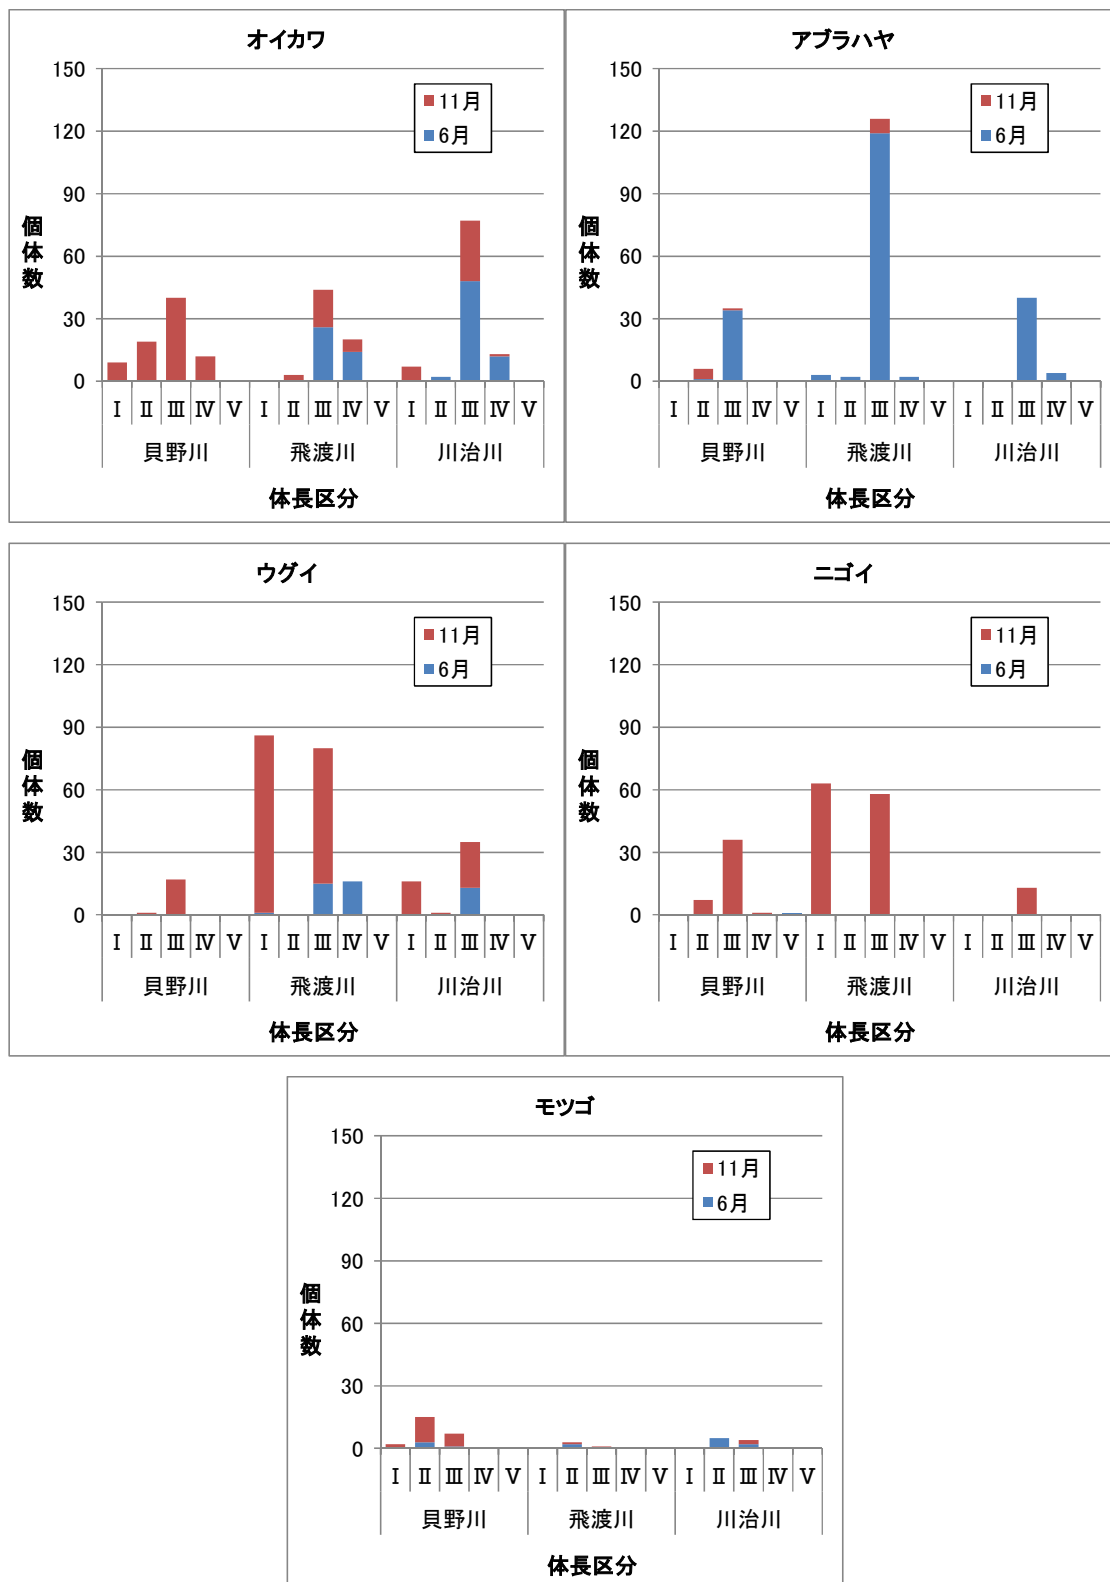 オイカワ
150
120
90
60
30
0
個体数
11月
6月
Ⅰ Ⅱ Ⅲ Ⅳ Ⅴ Ⅰ Ⅱ Ⅲ Ⅳ Ⅴ Ⅰ Ⅱ Ⅲ Ⅳ Ⅴ
貝野川 飛渡川 川治川
体長区分
アブラハヤ
150
120
90
60
30
0
個体数
11月
6月
Ⅰ Ⅱ Ⅲ Ⅳ Ⅴ Ⅰ Ⅱ Ⅲ Ⅳ Ⅴ Ⅰ Ⅱ Ⅲ Ⅳ Ⅴ
貝野川 飛渡川 川治川
体長区分
ウグイ
150
120
90
60
30
0
個体数
11月
6月
Ⅰ Ⅱ Ⅲ Ⅳ Ⅴ Ⅰ Ⅱ Ⅲ Ⅳ Ⅴ Ⅰ Ⅱ Ⅲ Ⅳ Ⅴ
貝野川 飛渡川 川治川
体長区分
ニゴイ
150
120
90
60
30
0
個体数
11月
6月
Ⅰ Ⅱ Ⅲ Ⅳ Ⅴ Ⅰ Ⅱ Ⅲ Ⅳ Ⅴ Ⅰ Ⅱ Ⅲ Ⅳ Ⅴ
貝野川 飛渡川 川治川
体長区分
モツゴ
150
120
90
60
30
0
個体数
11月
6月
Ⅰ Ⅱ Ⅲ Ⅳ Ⅴ Ⅰ Ⅱ Ⅲ Ⅳ Ⅴ Ⅰ Ⅱ Ⅲ Ⅳ Ⅴ
貝野川 飛渡川 川治川
体長区分